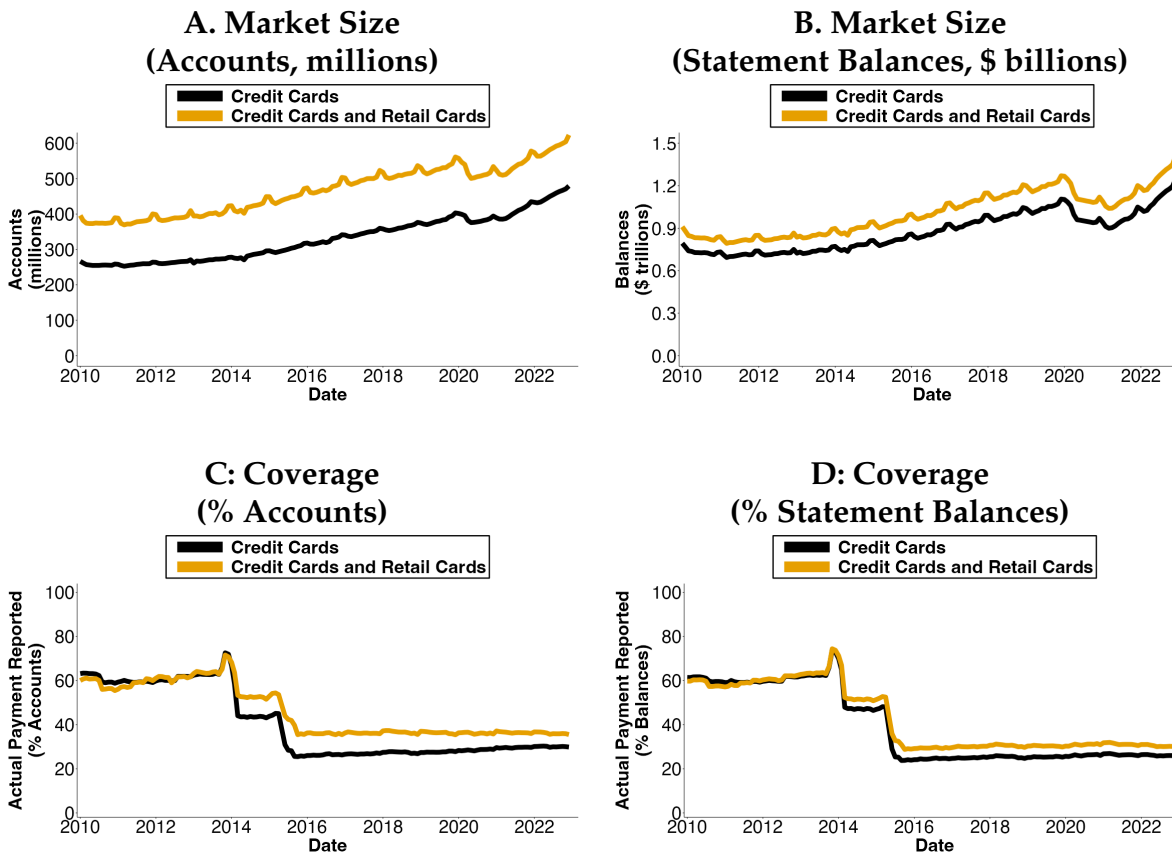 A. Market Size
(Accounts, millions)
Credit Cards
Credit Cards and Retail Cards
Accounts
(millions)
600
500
400
300
200
100
0
2010 2012 2014 2016 2018 2020 2022
Date
B. Market Size
(Statement Balances, $ billions)
Credit Cards
Credit Cards and Retail Cards
Balances
($ trillions)
1.5
1.2
0.9
0.6
0.3
0.0
2010 2012 2014 2016 2018 2020 2022
Date
C: Coverage
(% Accounts)
Credit Cards
Credit Cards and Retail Cards
Actual Payment Reported
(% Accounts)
100
80
60
40
20
0
2010 2012 2014 2016 2018 2020 2022
Date
D: Coverage
(% Statement Balances)
Credit Cards
Credit Cards and Retail Cards
Actual Payment Reported
(% Balances)
100
80
60
40
20
0
2010 2012 2014 2016 2018 2020 2022
Date